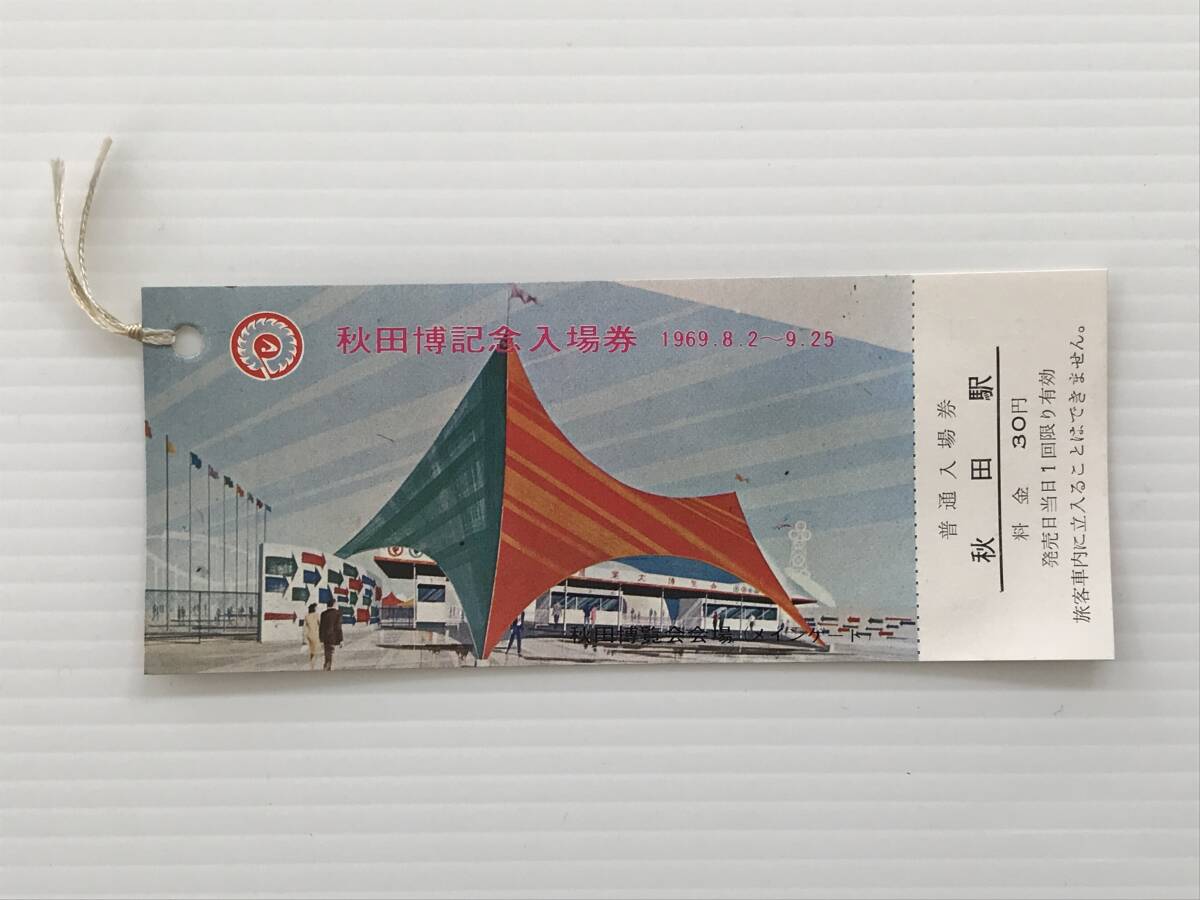 秋田博記念入場券 1969.8.2〜9.25
秋田博覧会会場 メインゲート
普通入場券
秋田駅
料金 30円
発売日当日1回限り有効
旅客車内に立入ることはできません。